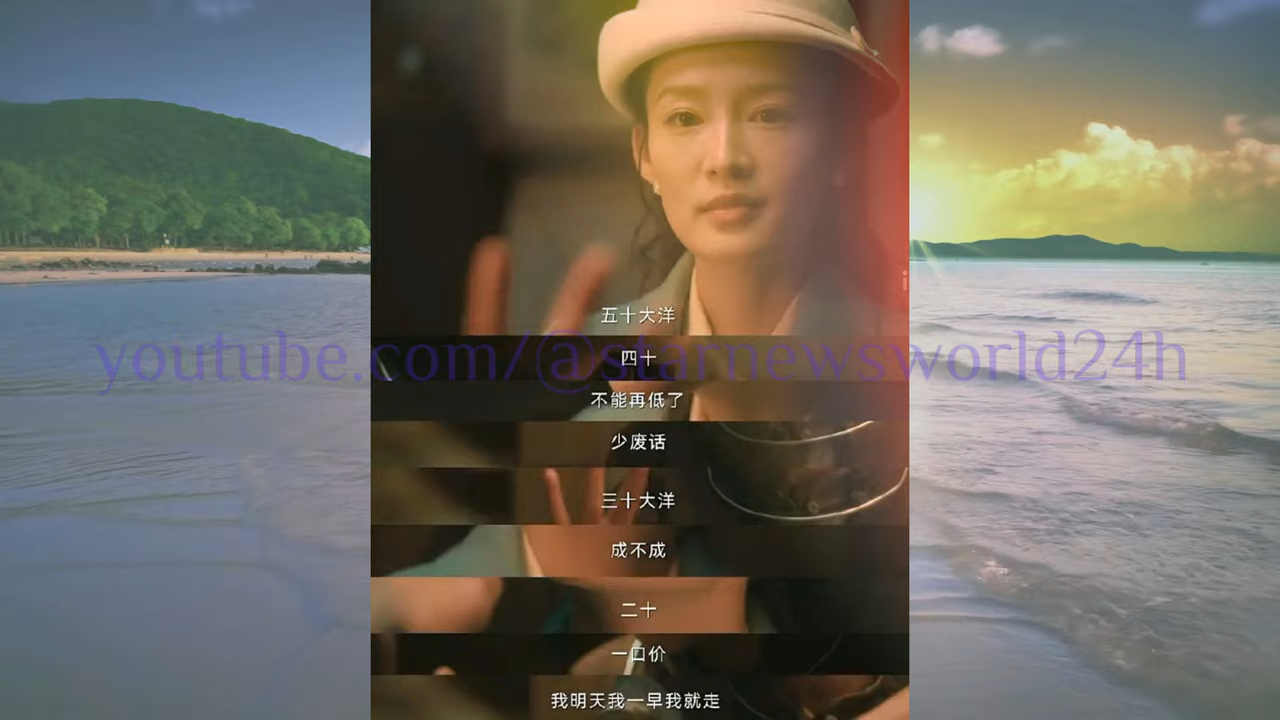 五十大洋
youtube.com/@starnewsworld24h
四十
不能再低了
少废话
三十大洋
成不成
二十
一口价
我明天我一早我就走